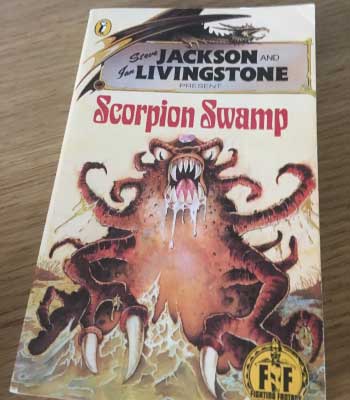 Steve JACKSON AND
Ian LIVINGSTONE
PRESENT
Scorpion Swamp
FF
FIGHTING FANTASY